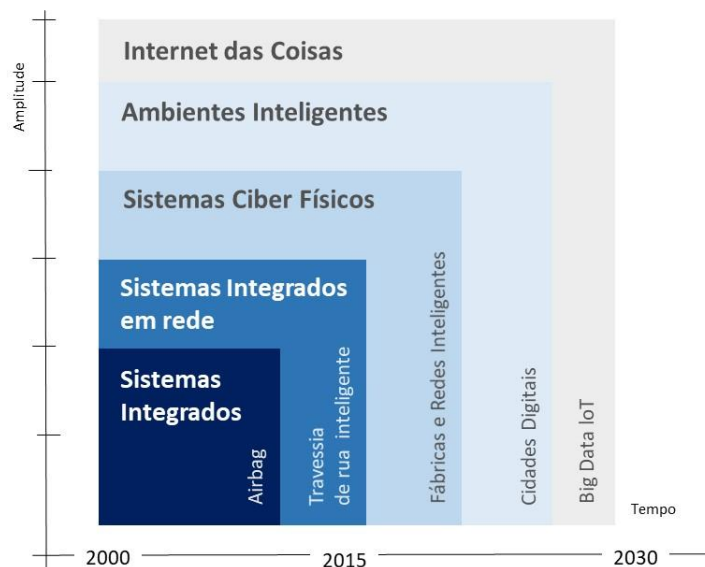 Amplitude
Internet das Coisas
Ambientes Inteligentes
Sistemas Ciber Físicos
Sistemas Integrados
em rede
Sistemas
Integrados
Airbag
Travessia
de rua inteligente
Fábricas e Redes Inteligentes
Cidades Digitais
Big Data IoT
Tempo
2000
2015
2030